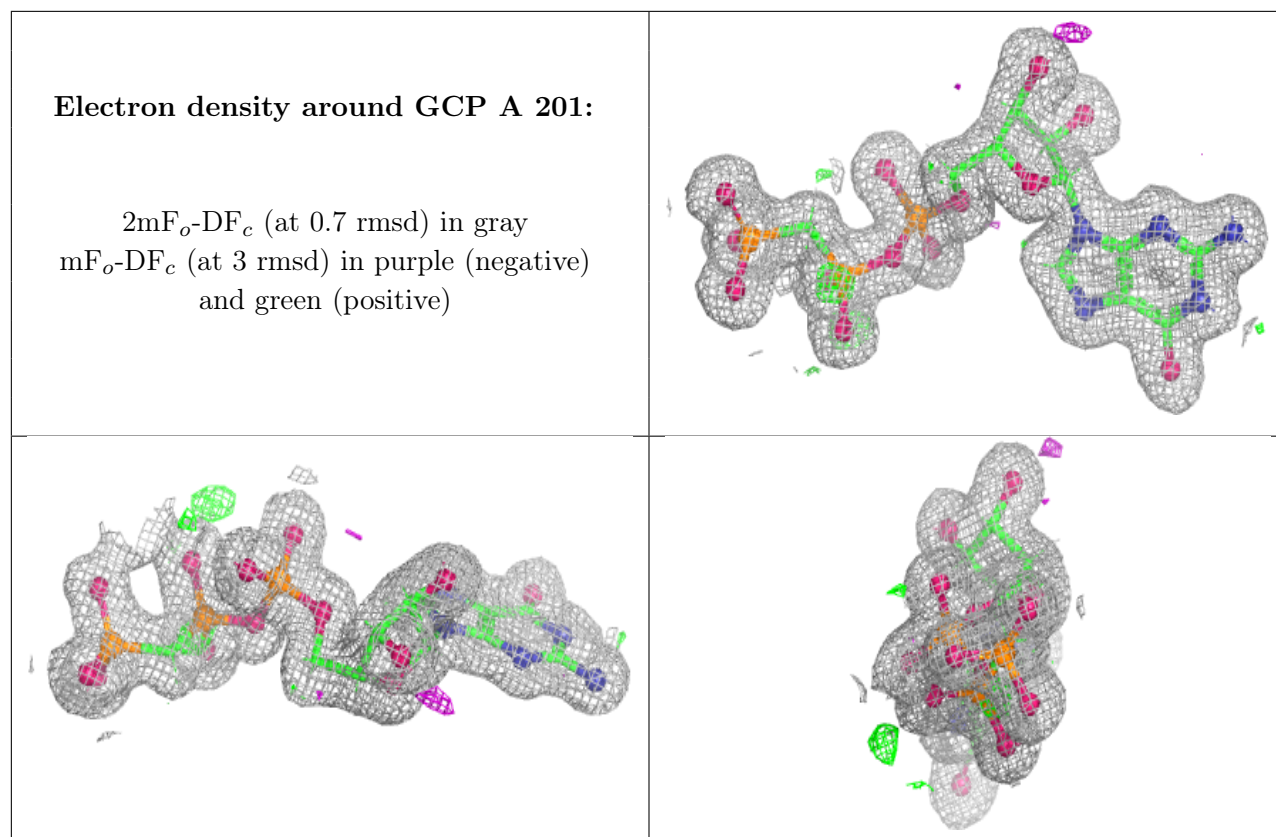 Electron density around GCP A 201:
2mFo-DFc (at 0.7 rmsd) in gray
mFo-DFc (at 3 rmsd) in purple (negative)
and green (positive)